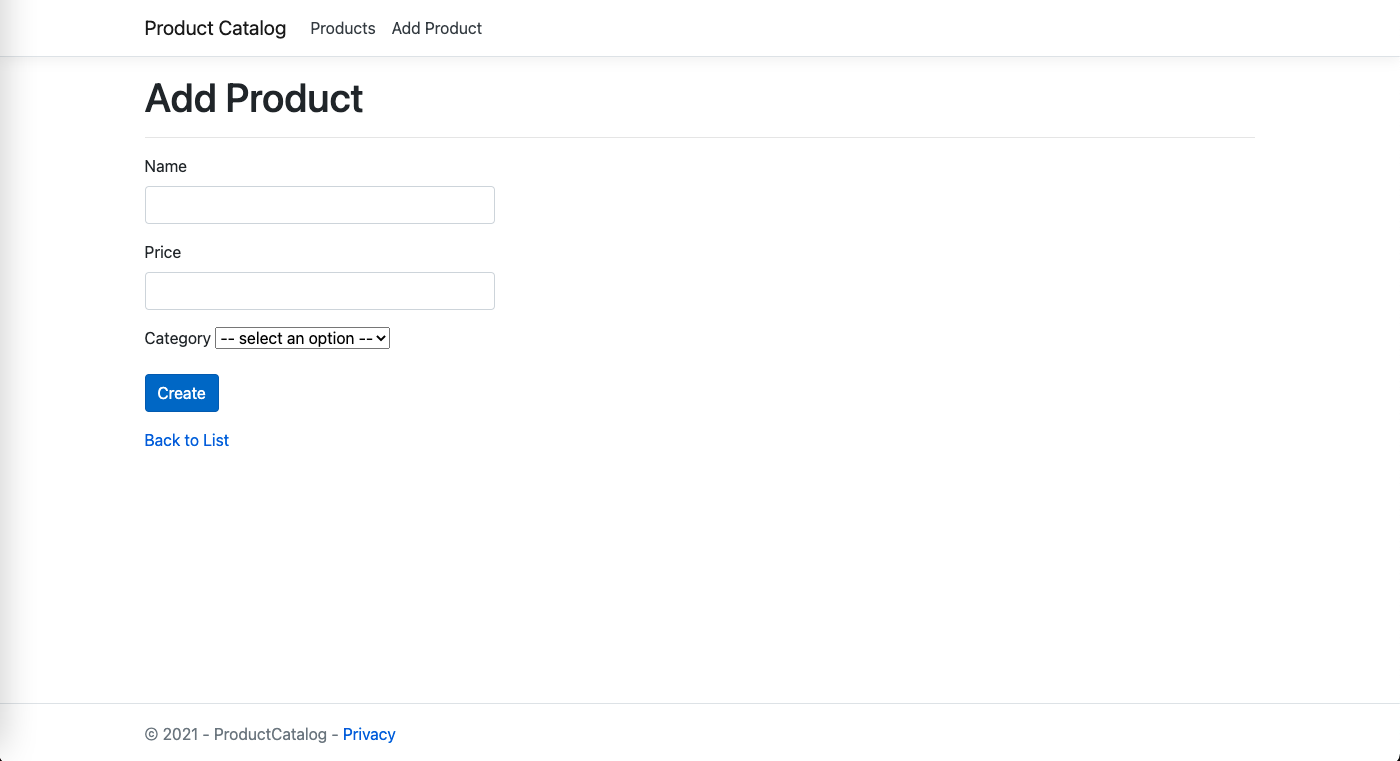 Product Catalog Products Add Product
Add Product
Name
Price
Category -- select an option --
Create
Back to List
© 2021 - ProductCatalog - Privacy